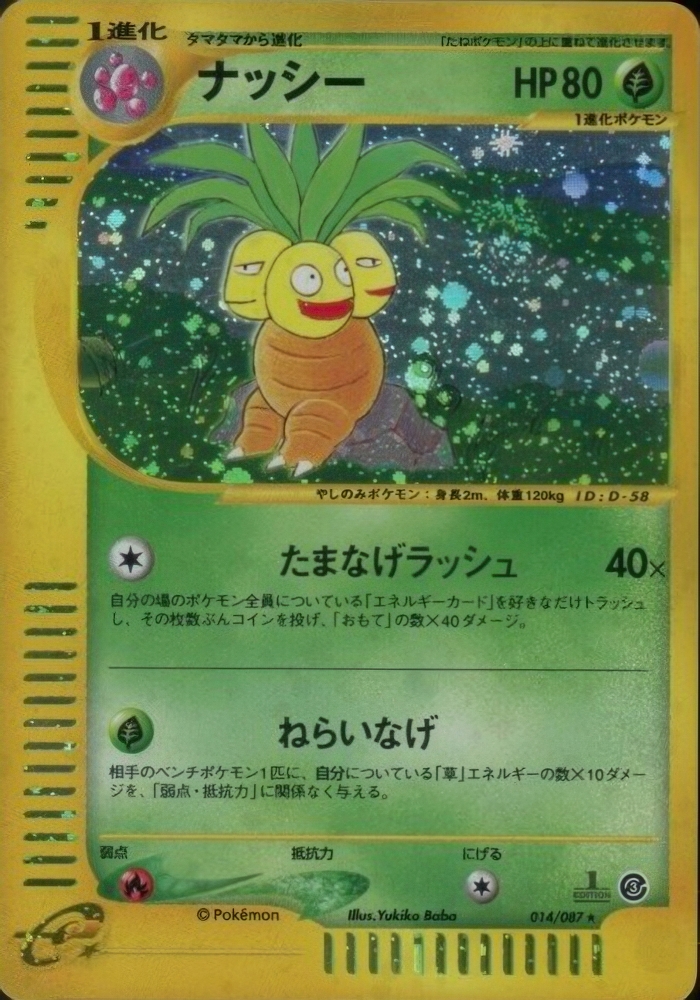 1進化
タマタマから進化
「たねポケモン」の上に重ねて進化させます。
ナッシー HP80
1進化ポケモン
やしのみポケモン：身長2m、体重120kg ID:D-58
たまなげラッシュ 40×
自分の場のポケモン全員についている「エネルギーカード」を好きなだけトラッシュ
し、その枚数ぶんコインを投げ、「おもて」の数×40ダメージ。
ねらいなげ
相手のベンチポケモン1匹に、自分についている「草」エネルギーの数×10ダメー
ジを、「弱点・抵抗力」に関係なく与える。
弱点 抵抗力 にげる
1
EDITION
3
© Pokémon Illus.Yukiko Baba 014/087 ★
e